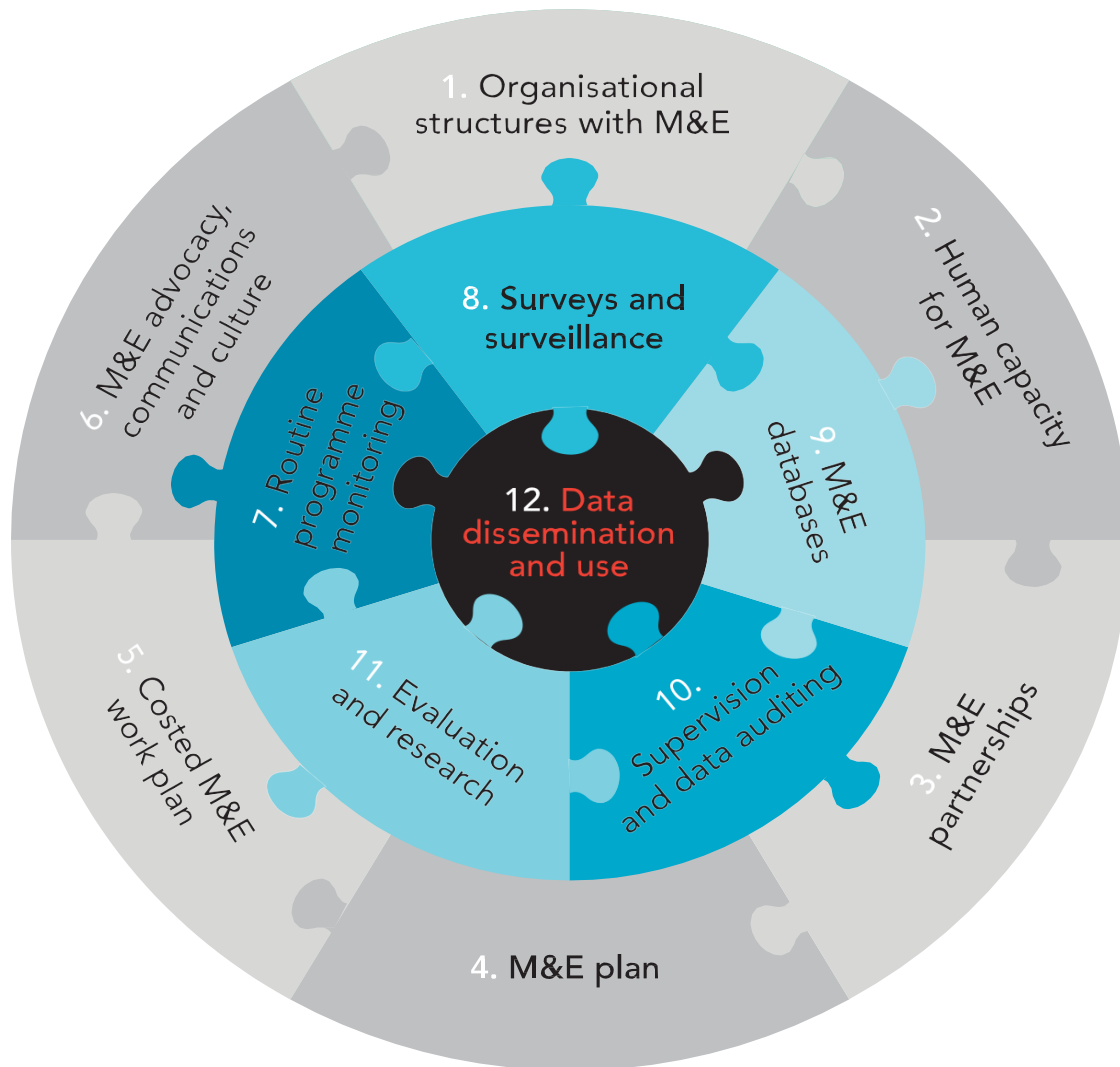 1. Organisational
structures with M&E
2. Human capacity
for M&E
3. M&E
partnerships
4. M&E plan
5. Costed M&E
work plan
6. M&E advocacy,
communications
and culture
7. Routine
programme
monitoring
8. Surveys and
surveillance
9. M&E
databases
10.
Supervision
and data auditing
11. Evaluation
and research
12. Data
dissemination
and use